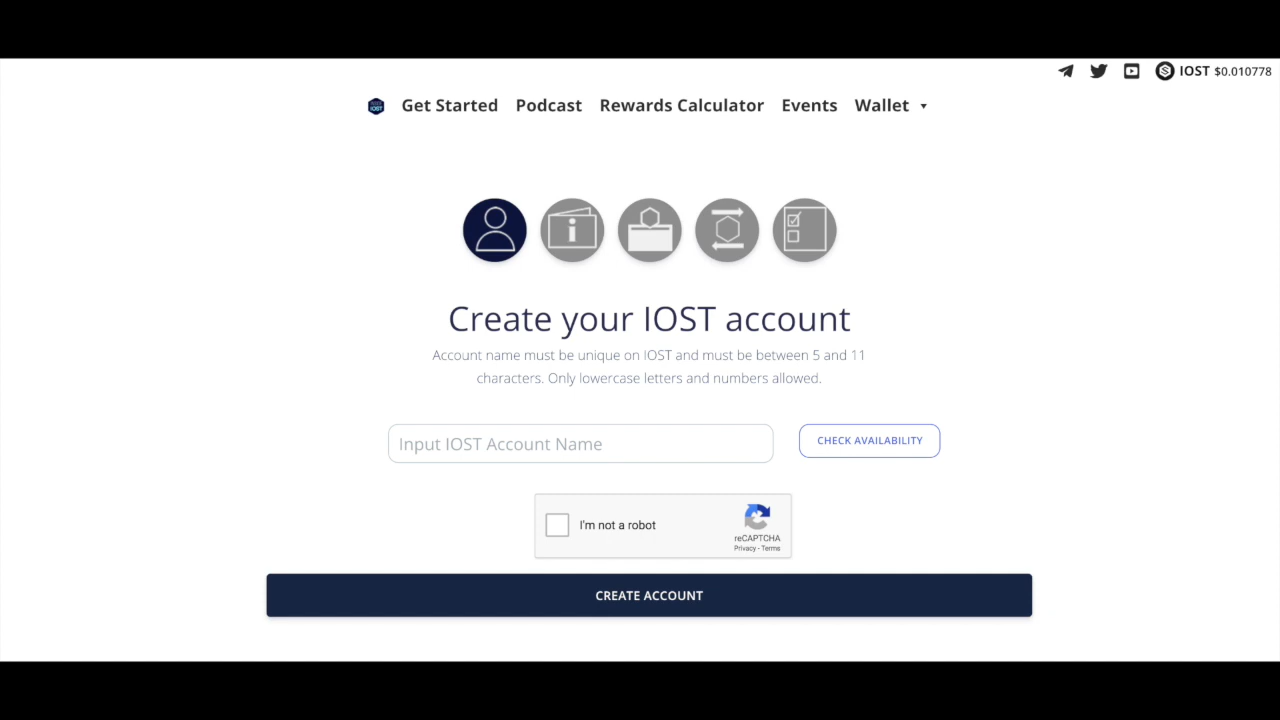 IOST $0.010778
Get Started Podcast Rewards Calculator Events Wallet
Create your IOST account
Account name must be unique on IOST and must be between 5 and 11
characters. Only lowercase letters and numbers allowed.
Input IOST Account Name
CHECK AVAILABILITY
I'm not a robot
reCAPTCHA
Privacy - Terms
CREATE ACCOUNT